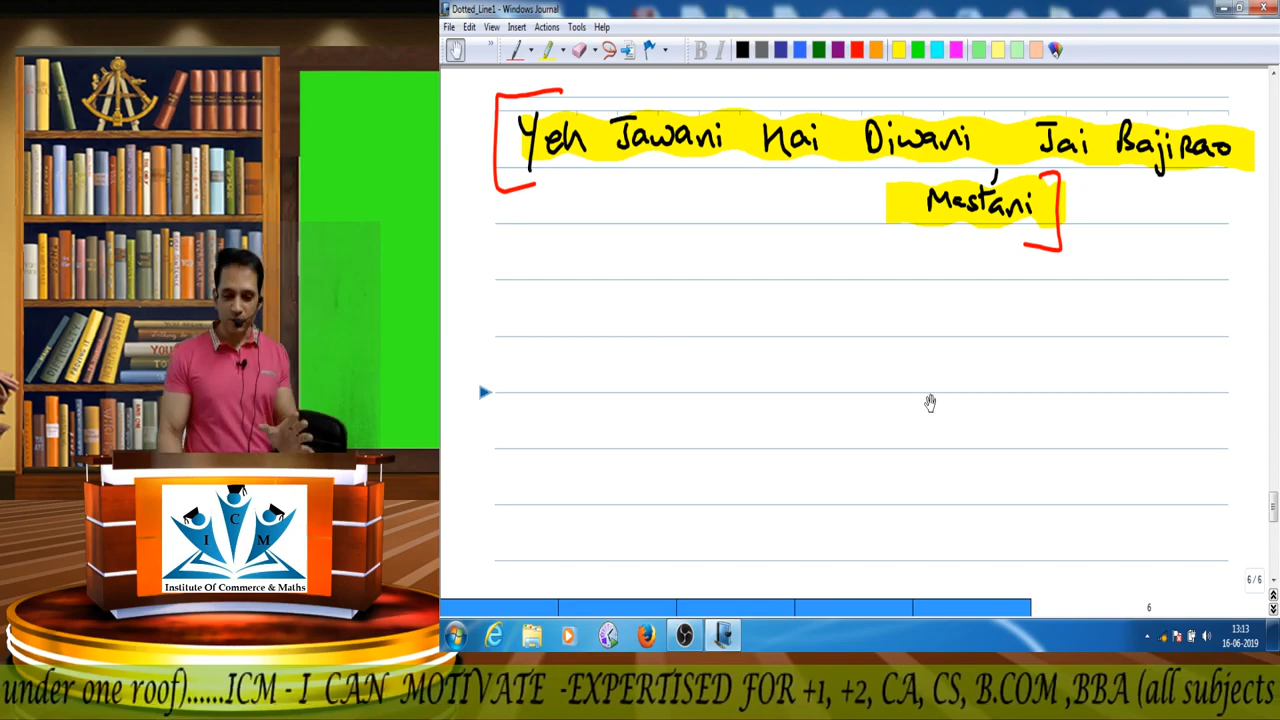 Dotted_Line1 - Windows Journal
File Edit View Insert Actions Tools Help
B I
Yeh Jawani Hai Diwani Jai Bajirao
Mastani
6/6
6
13:13
16-06-2019
I C M
Institute Of Commerce & Maths
under one roof)......ICM - I CAN MOTIVATE -EXPERTISED FOR +1, +2, CA, CS, B.COM ,BBA (all subjects